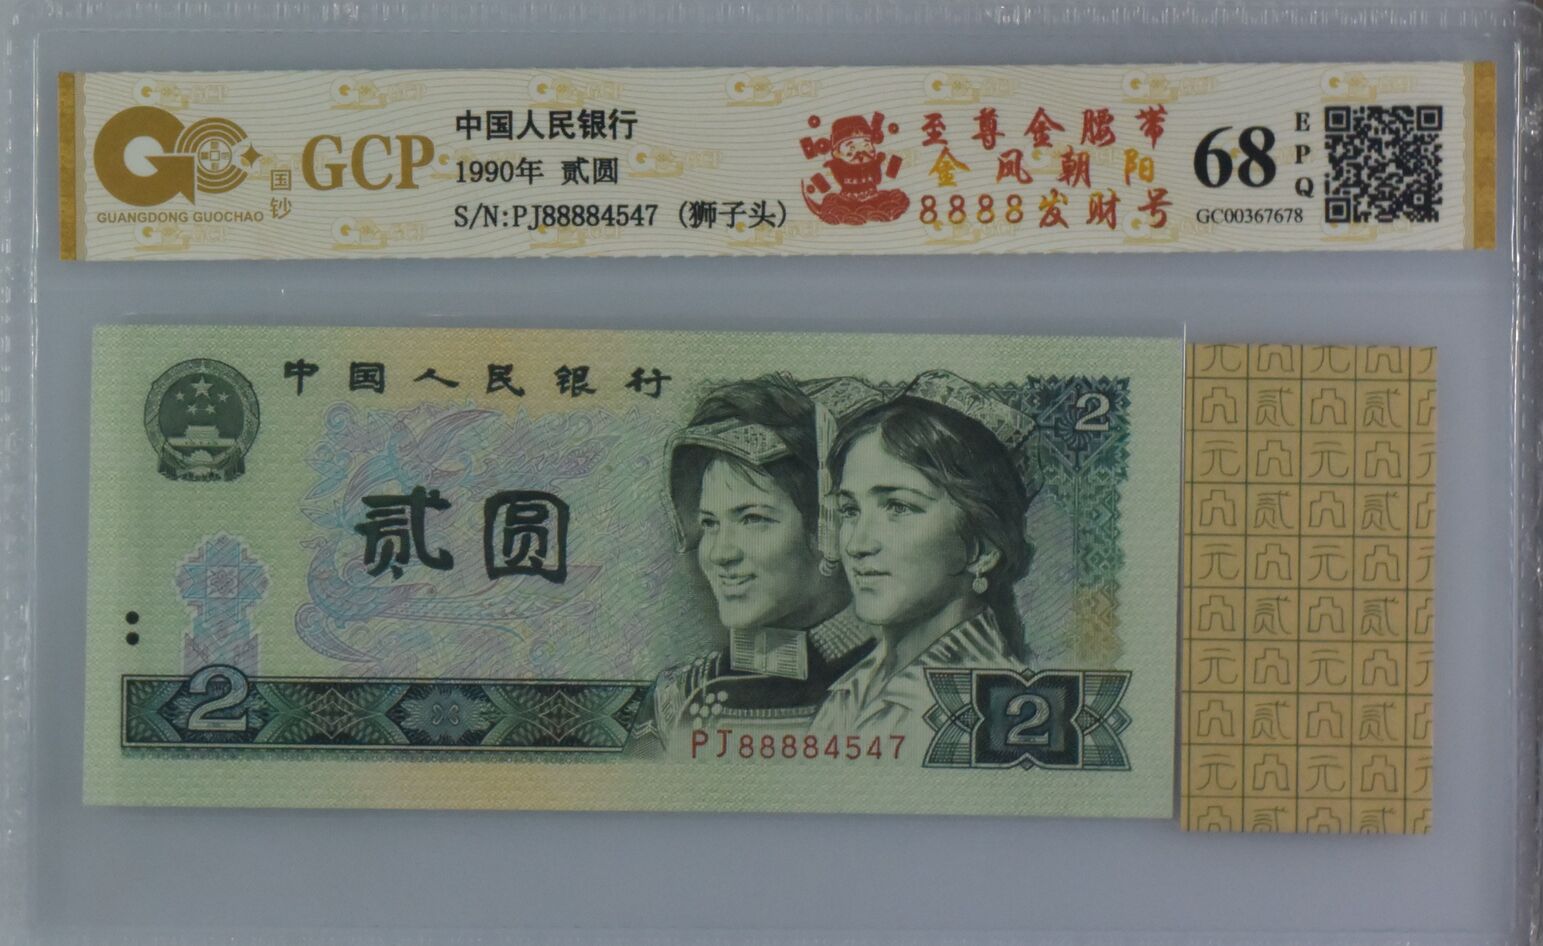 GUANGDONG GUOCHAO
国钞
GCP
中国人民银行
1990年 贰圆
S/N:PJ88884547 (狮子头)
至尊金腰带
金凤朝阳
8888发财号
68
EPQ
GC00367678
中国人民银行
2
贰圆
2
PJ88884547
2